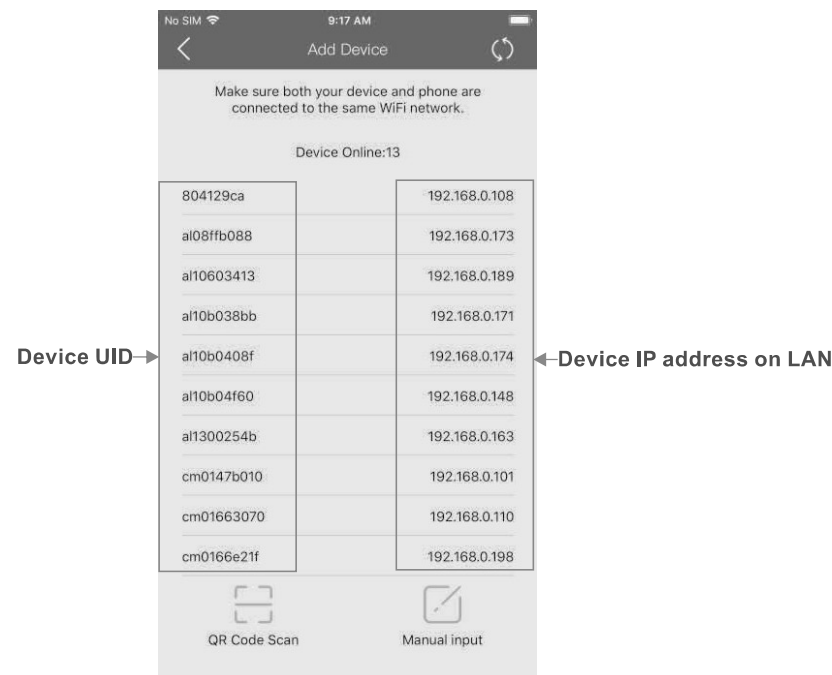 No SIM 9:17 AM
Add Device
Make sure both your device and phone are
connected to the same WiFi network.
Device Online:13
804129ca 192.168.0.108
al08ffb088 192.168.0.173
al10603413 192.168.0.189
al10b038bb 192.168.0.171
Device UID al10b0408f 192.168.0.174 Device IP address on LAN
al10b04f60 192.168.0.148
al1300254b 192.168.0.163
cm0147b010 192.168.0.101
cm01663070 192.168.0.110
cm0166e21f 192.168.0.198
QR Code Scan Manual input